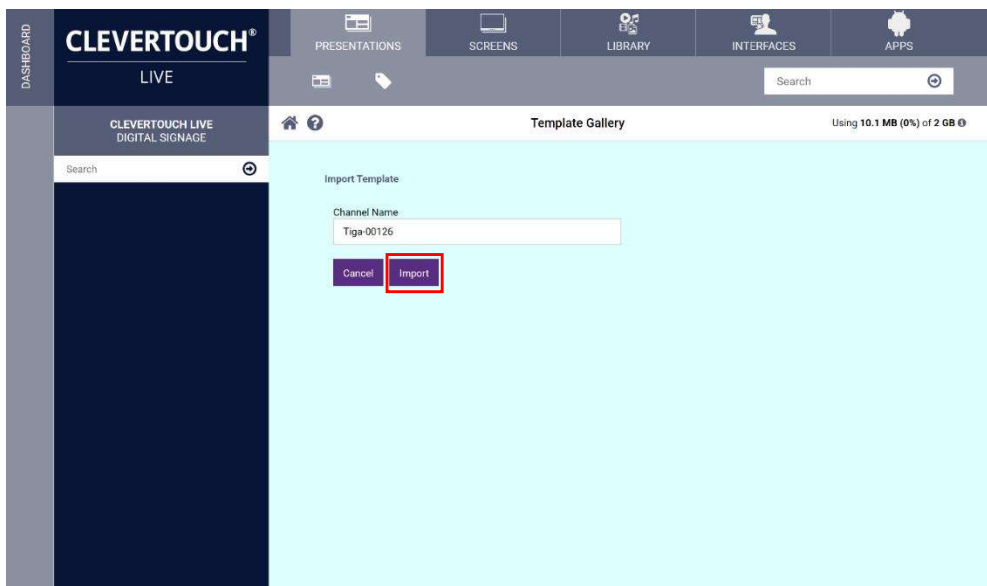 DASHBOARD
CLEVERTOUCH®
LIVE
PRESENTATIONS
SCREENS
LIBRARY
INTERFACES
APPS
Search
CLEVERTOUCH LIVE
DIGITAL SIGNAGE
Search
Template Gallery
Using 10.1 MB (0%) of 2 GB
Import Template
Channel Name
Tiga-00126
Cancel
Import